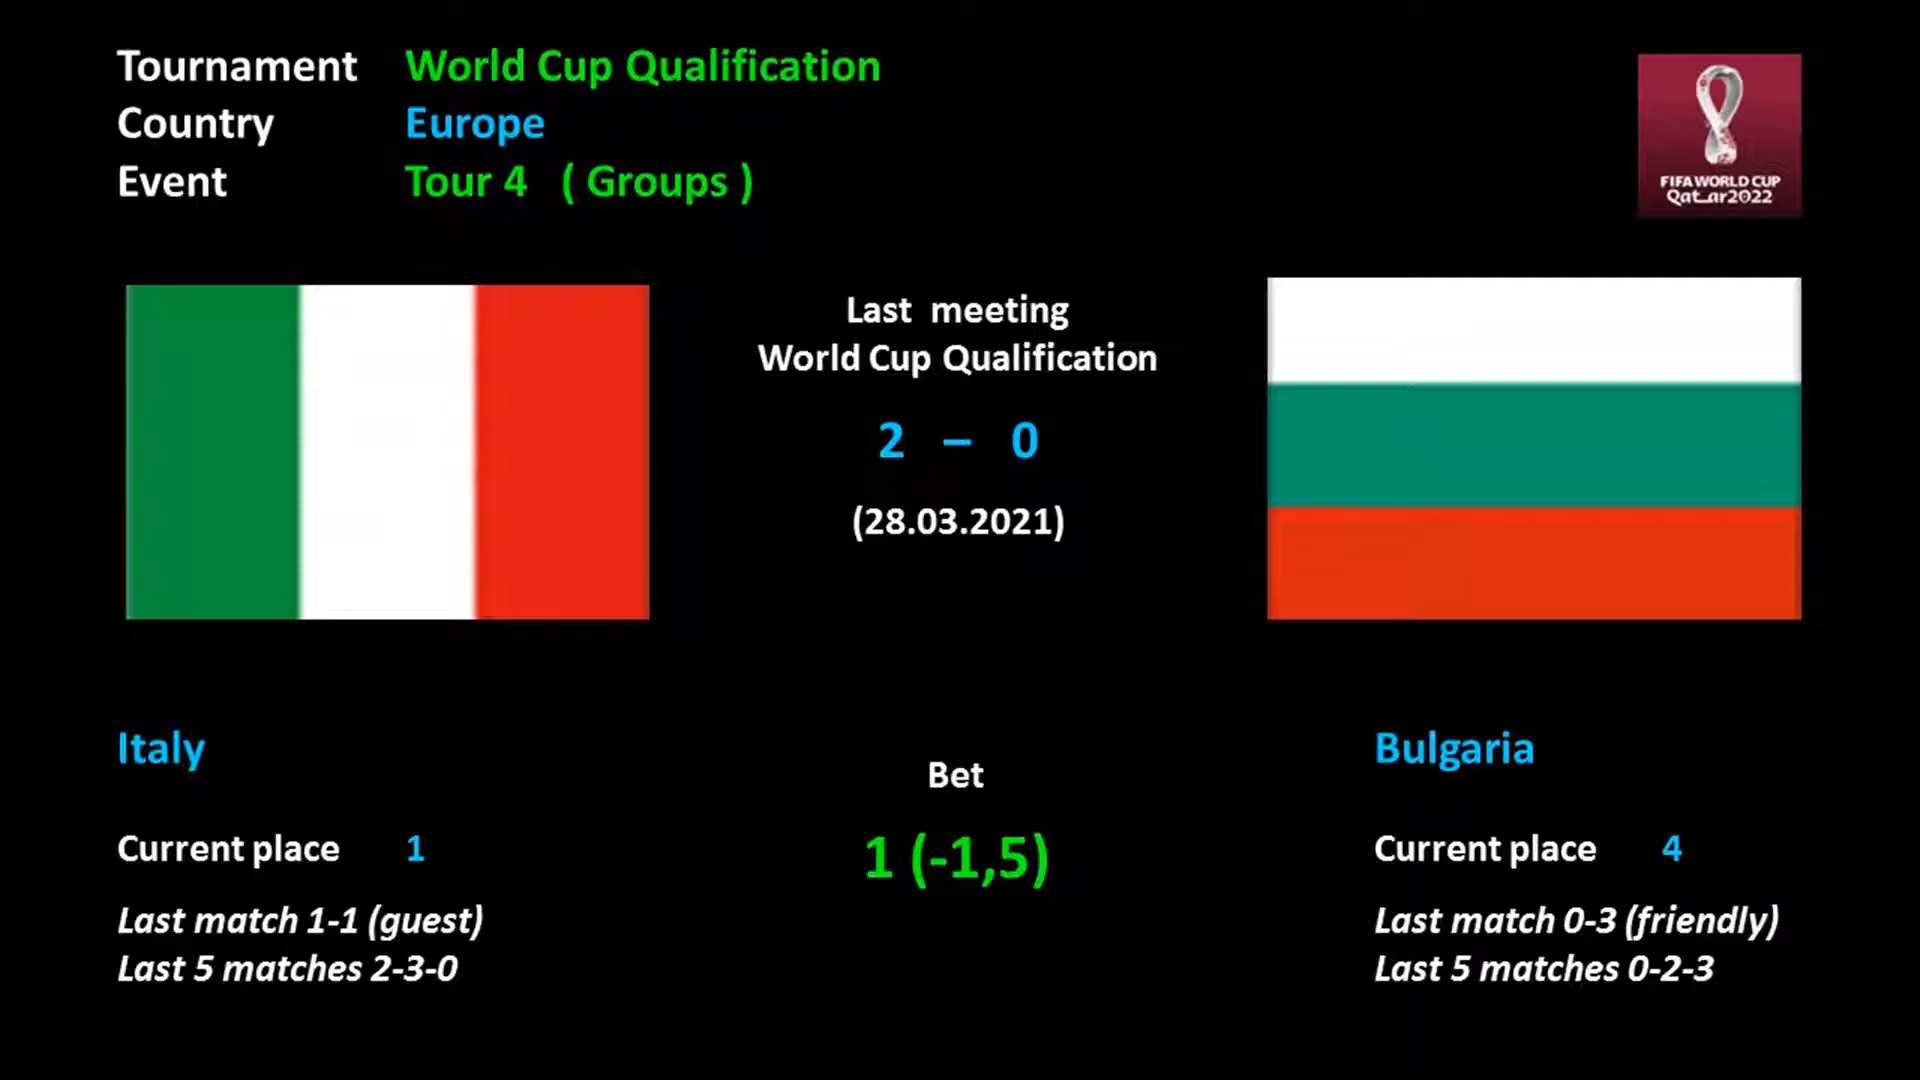 Tournament World Cup Qualification
Country Europe
Event Tour 4 ( Groups )
FIFA WORLD CUP
Qatar2022
Last meeting
World Cup Qualification
2 – 0
(28.03.2021)
Italy
Bulgaria
Bet
1 (-1,5)
Current place 1
Last match 1-1 (guest)
Last 5 matches 2-3-0
Current place 4
Last match 0-3 (friendly)
Last 5 matches 0-2-3